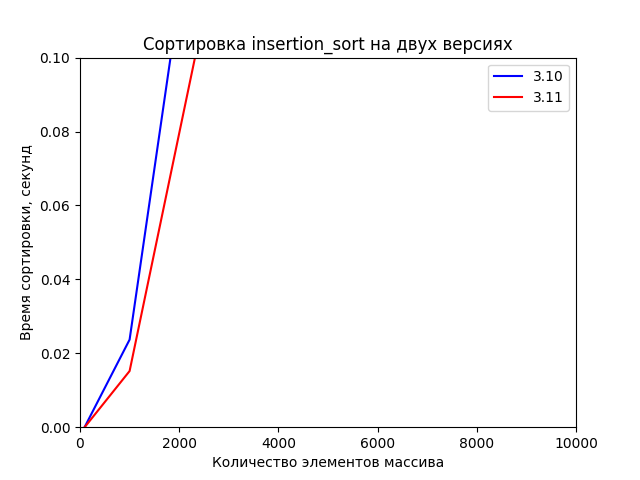 Сортировка insertion_sort на двух версиях
3.10
3.11
Время сортировки, секунд
0.10
0.08
0.06
0.04
0.02
0.00
0 2000 4000 6000 8000 10000
Количество элементов массива